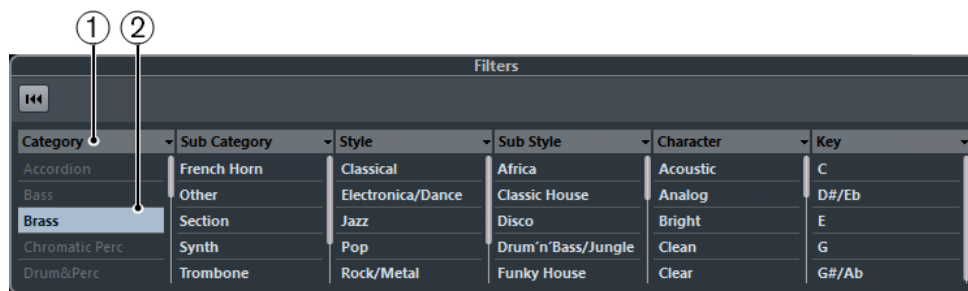 1 2
Filters
Category Sub Category Style Sub Style Character Key
Accordion French Horn Classical Africa Acoustic C
Bass Other Electronica/Dance Classic House Analog D#/Eb
Brass Section Jazz Disco Bright E
Chromatic Perc Synth Pop Drum´n´Bass/Jungle Clean G
Drum&Perc Trombone Rock/Metal Funky House Clear G#/Ab